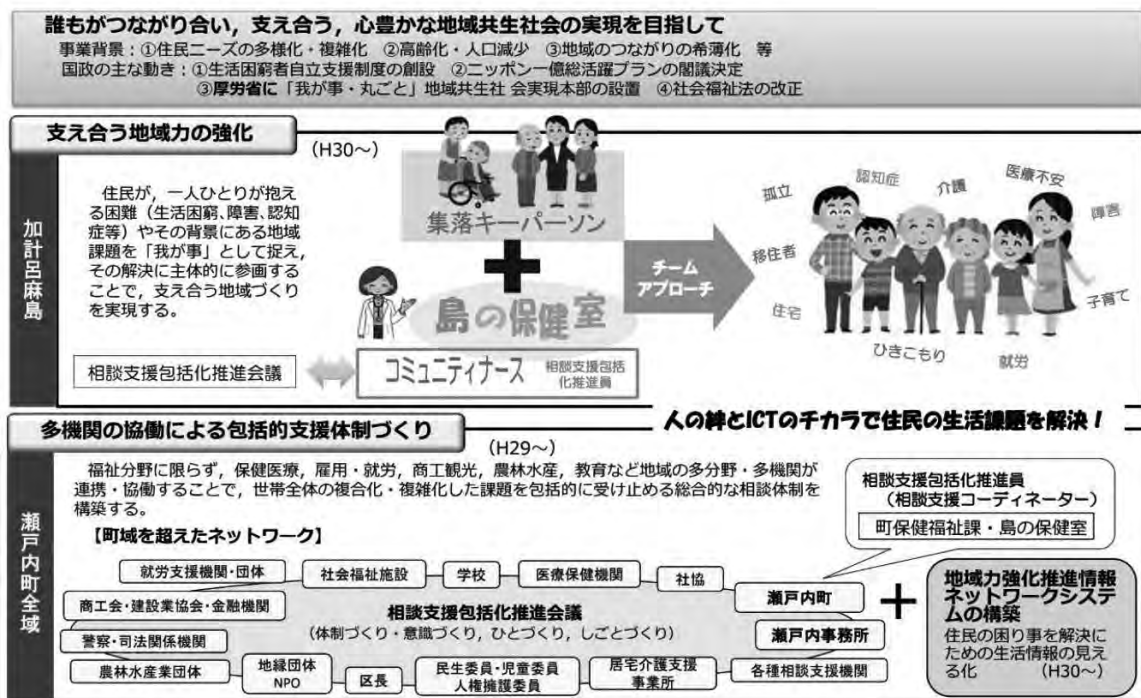 誰もがつながり合い，支え合う，心豊かな地域共生社会の実現を目指して
事業背景：①住民ニーズの多様化・複雑化　②高齢化・人口減少　③地域のつながりの希薄化　等
国政の主な動き：①生活困窮者自立支援制度の創設　②ニッポン一億総活躍プランの閣議決定
③厚労省に「我が事・丸ごと」地域共生社 会実現本部の設置　④社会福祉法の改正
支え合う地域力の強化
（H30～）
加計呂麻島
住民が，一人ひとりが抱え
る困難（生活困窮、障害、認知
症等）やその背景にある地域
課題を「我が事」として捉え，
その解決に主体的に参画する
ことで，支え合う地域づくり
を実現する。
相談支援包括化推進会議
集落キーパーソン
島の保健室
コミュニティナース
相談支援包括
化推進員
チーム
アプローチ
孤立
認知症
介護
医療不安
障害
移住者
住宅
子育て
ひきこもり
就労
人の絆とICTのチカラで住民の生活課題を解決！
多機関の協働による包括的支援体制づくり
（H29～）
瀬戸内町全域
福祉分野に限らず，保健医療，雇用・就労，商工観光，農林水産，教育など地域の多分野・多機関が
連携・協働することで，世帯全体の複合化・複雑化した課題を包括的に受け止める総合的な相談体制を
構築する。
相談支援包括化推進員
（相談支援コーディネーター）
町保健福祉課・島の保健室
【町域を超えたネットワーク】
就労支援機関・団体
社会福祉施設
学校
医療保健機関
社協
瀬戸内町
商工会・建設業協会・金融機関
相談支援包括化推進会議
（体制づくり・意識づくり，ひとづくり，しごとづくり）
瀬戸内事務所
警察・司法関係機関
農林水産業団体
地縁団体
NPO
区長
民生委員・児童委員
人権擁護委員
居宅介護支援
事業所
各種相談支援機関
地域力強化推進情報
ネットワークシステ
ムの構築
住民の困り事を解決に
ための生活情報の見え
る化　（H30～）